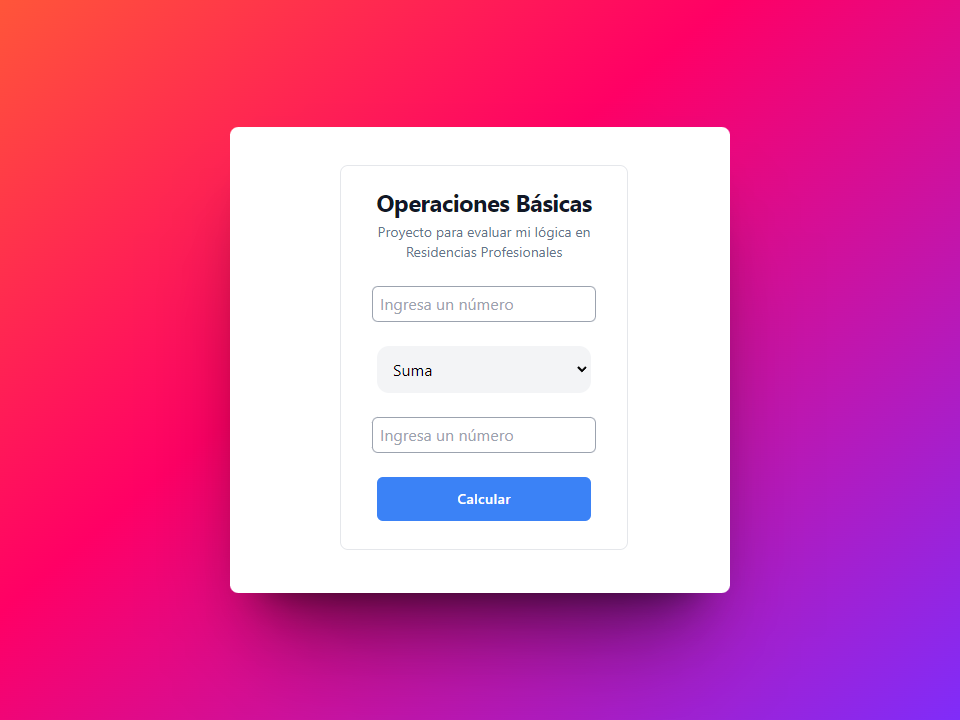 Operaciones Básicas
Proyecto para evaluar mi lógica en
Residencias Profesionales
Ingresa un número
Suma
Ingresa un número
Calcular